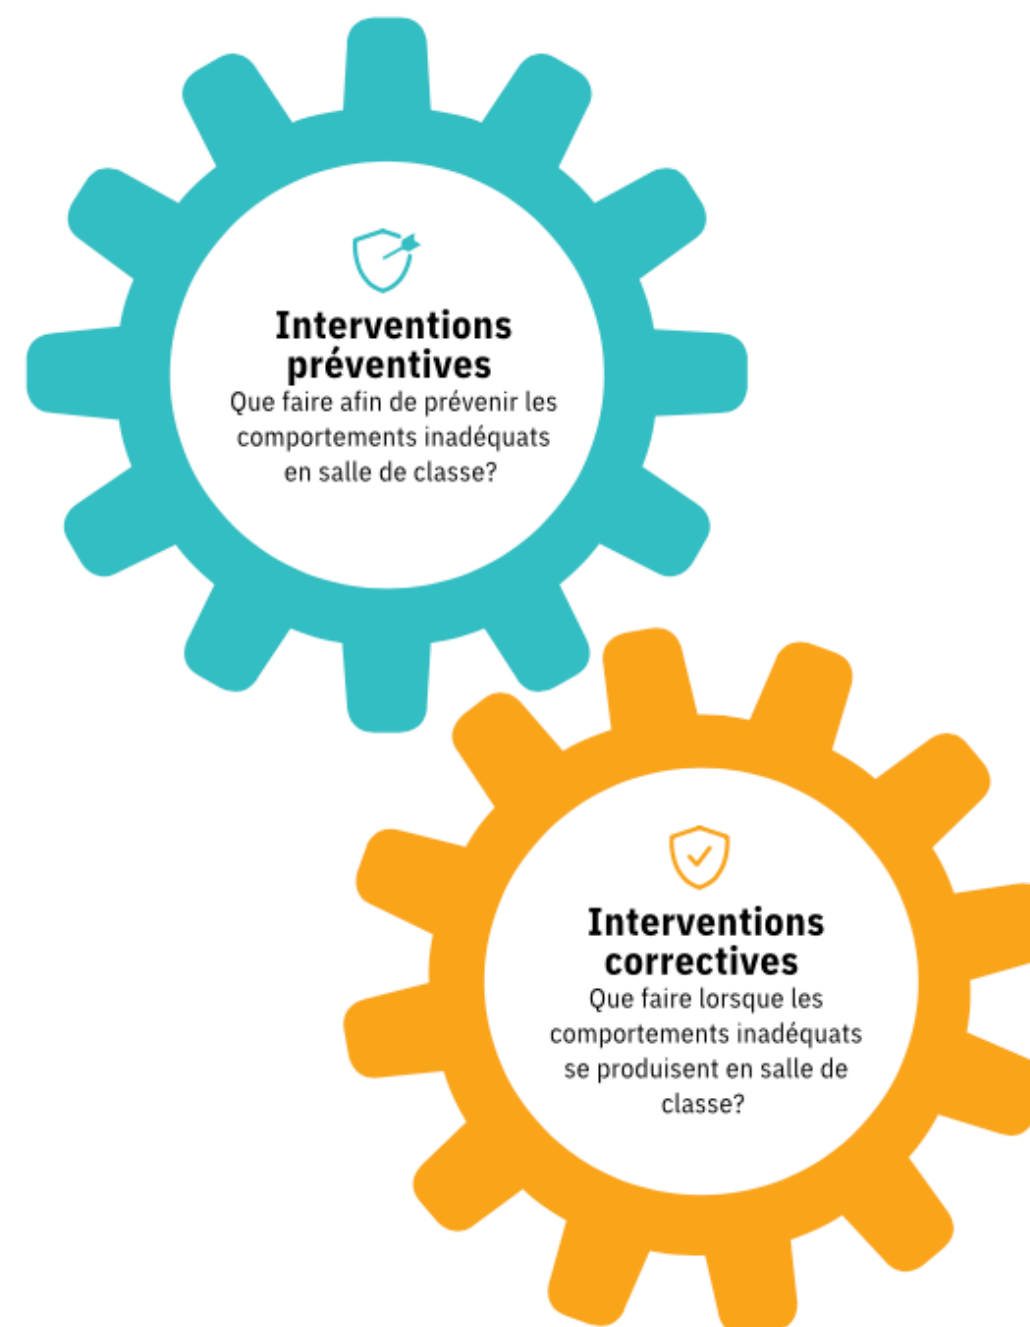 Interventions
préventives
Que faire afin de prévenir les
comportements inadéquats
en salle de classe?
Interventions
correctives
Que faire lorsque les
comportements inadéquats
se produisent en salle de
classe?